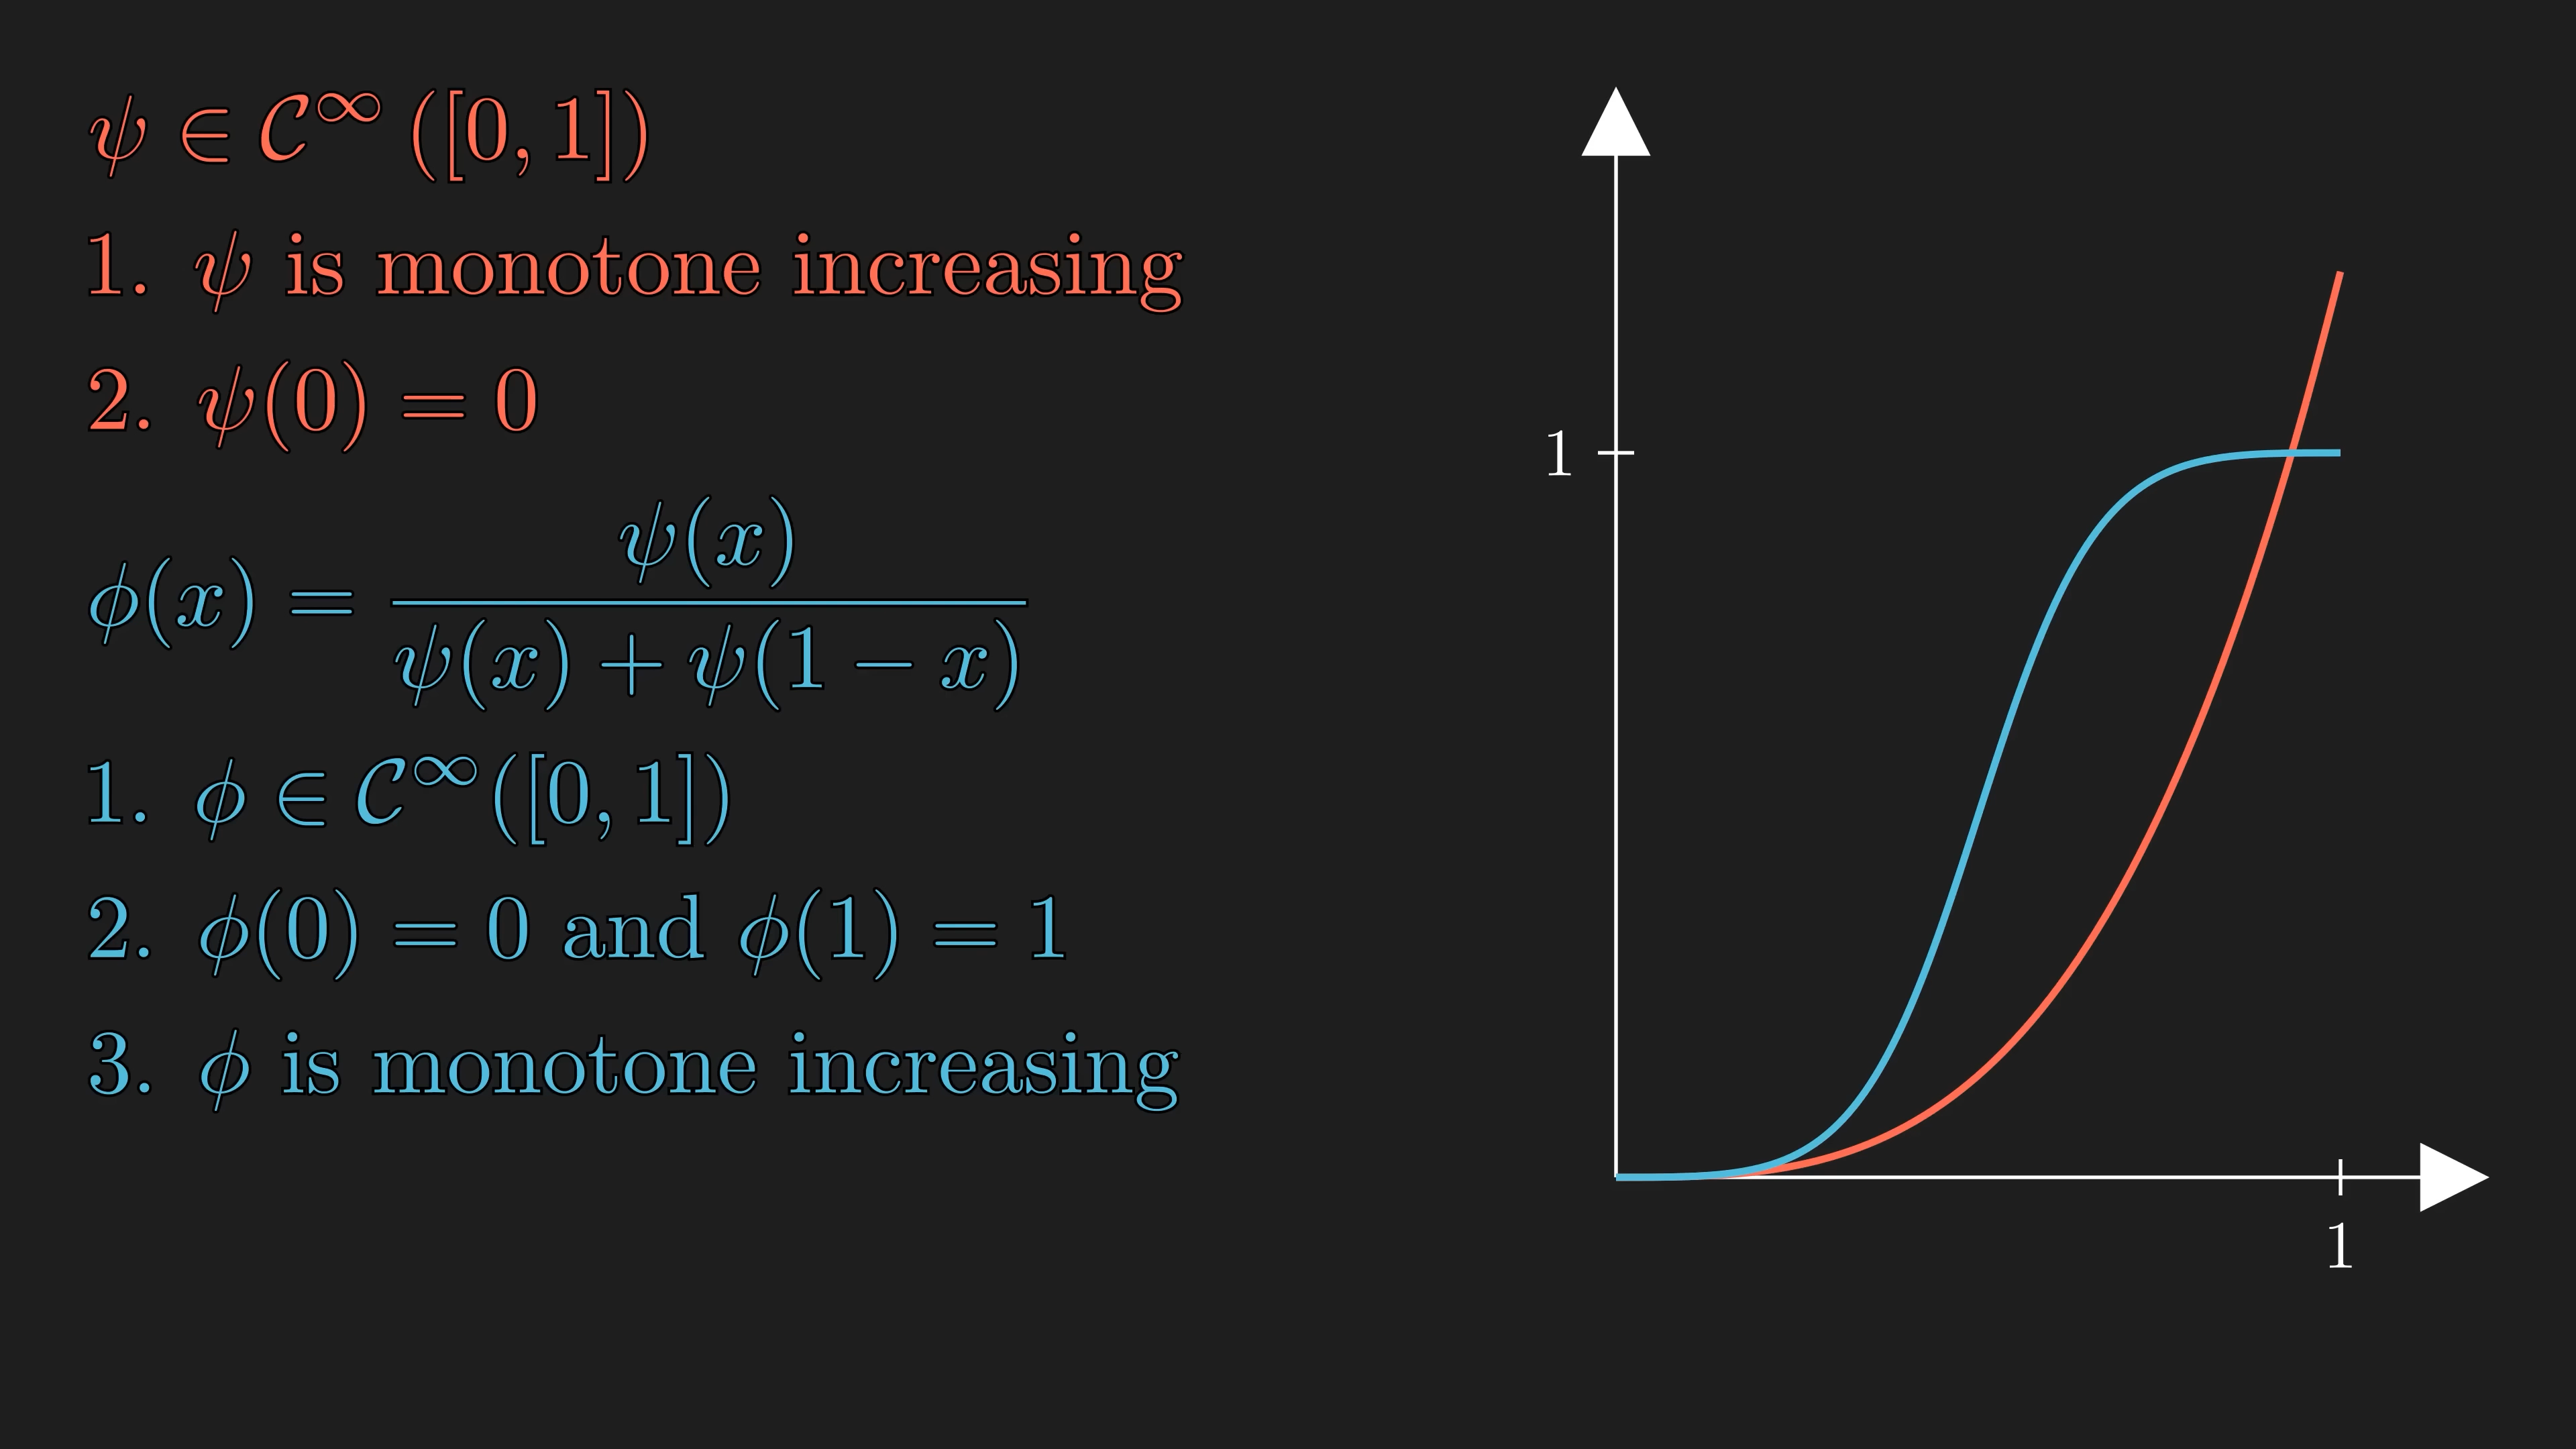 ψ ∈ 𝒞^∞ ([0, 1])
1. ψ is monotone increasing
2. ψ(0) = 0
ϕ(x) = ψ(x) / (ψ(x) + ψ(1 − x))
1. ϕ ∈ 𝒞^∞([0, 1])
2. ϕ(0) = 0 and ϕ(1) = 1
3. ϕ is monotone increasing
1
1